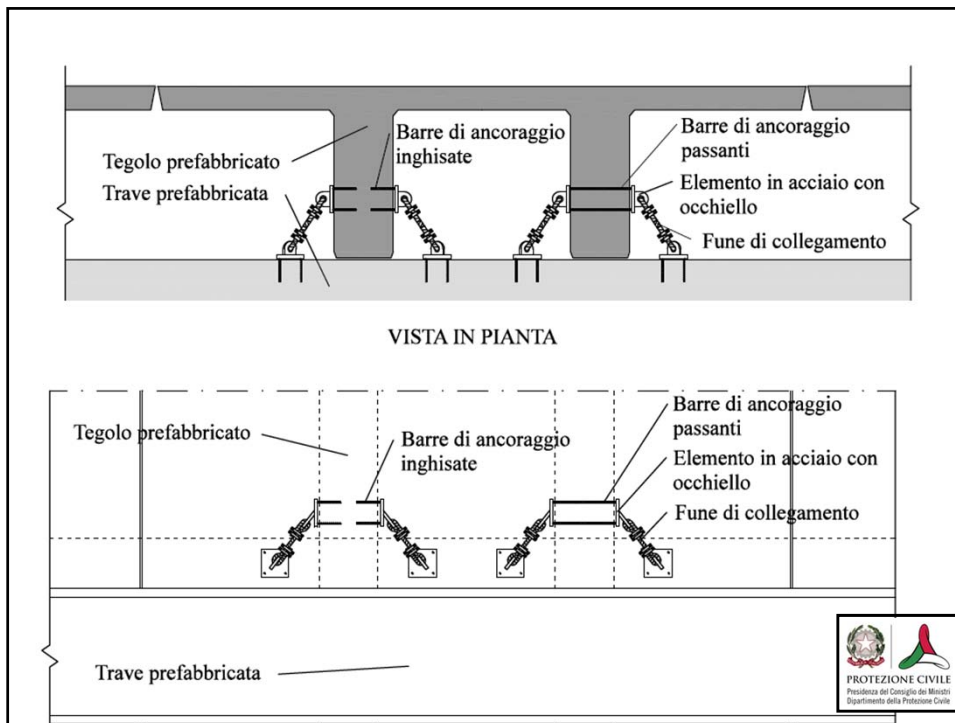 Tegolo prefabbricato
Trave prefabbricata
Barre di ancoraggio
inghisate
Barre di ancoraggio
passanti
Elemento in acciaio con
occhiello
Fune di collegamento
VISTA IN PIANTA
Tegolo prefabbricato
Barre di ancoraggio
inghisate
Barre di ancoraggio
passanti
Elemento in acciaio con
occhiello
Fune di collegamento
Trave prefabbricata
PROTEZIONE CIVILE
Presidenza del Consiglio dei Ministri
Dipartimento della Protezione Civile